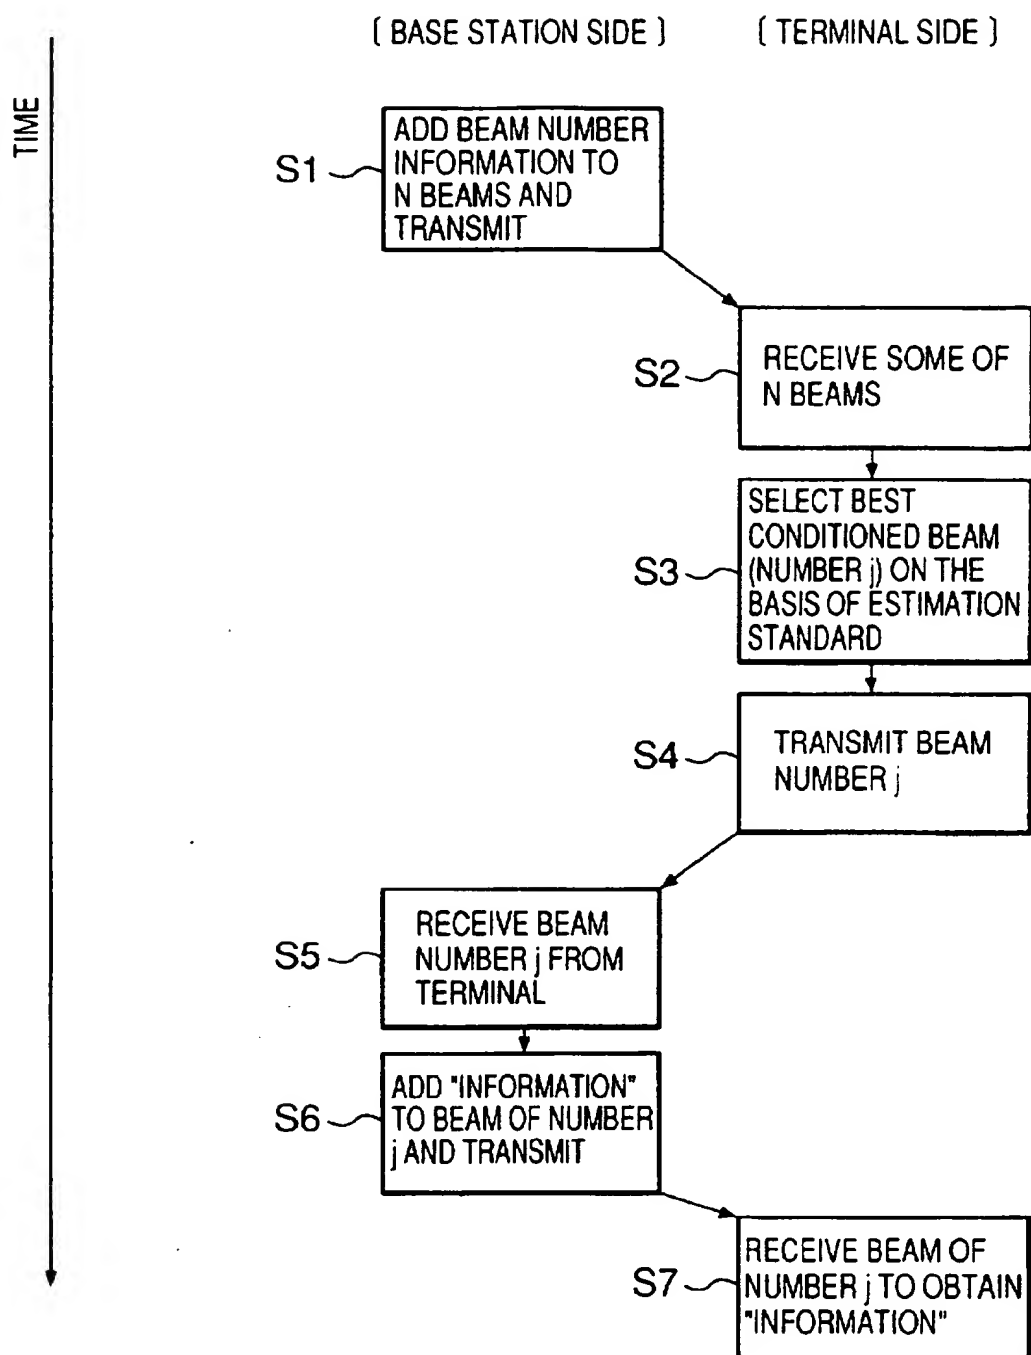 [ BASE STATION SIDE ]
[ TERMINAL SIDE ]
TIME
S1
ADD BEAM NUMBER
INFORMATION TO
N BEAMS AND
TRANSMIT
S2
RECEIVE SOME OF
N BEAMS
S3
SELECT BEST
CONDITIONED BEAM
(NUMBER j) ON THE
BASIS OF ESTIMATION
STANDARD
S4
TRANSMIT BEAM
NUMBER j
S5
RECEIVE BEAM
NUMBER j FROM
TERMINAL
S6
ADD "INFORMATION"
TO BEAM OF NUMBER
j AND TRANSMIT
S7
RECEIVE BEAM OF
NUMBER j TO OBTAIN
"INFORMATION"